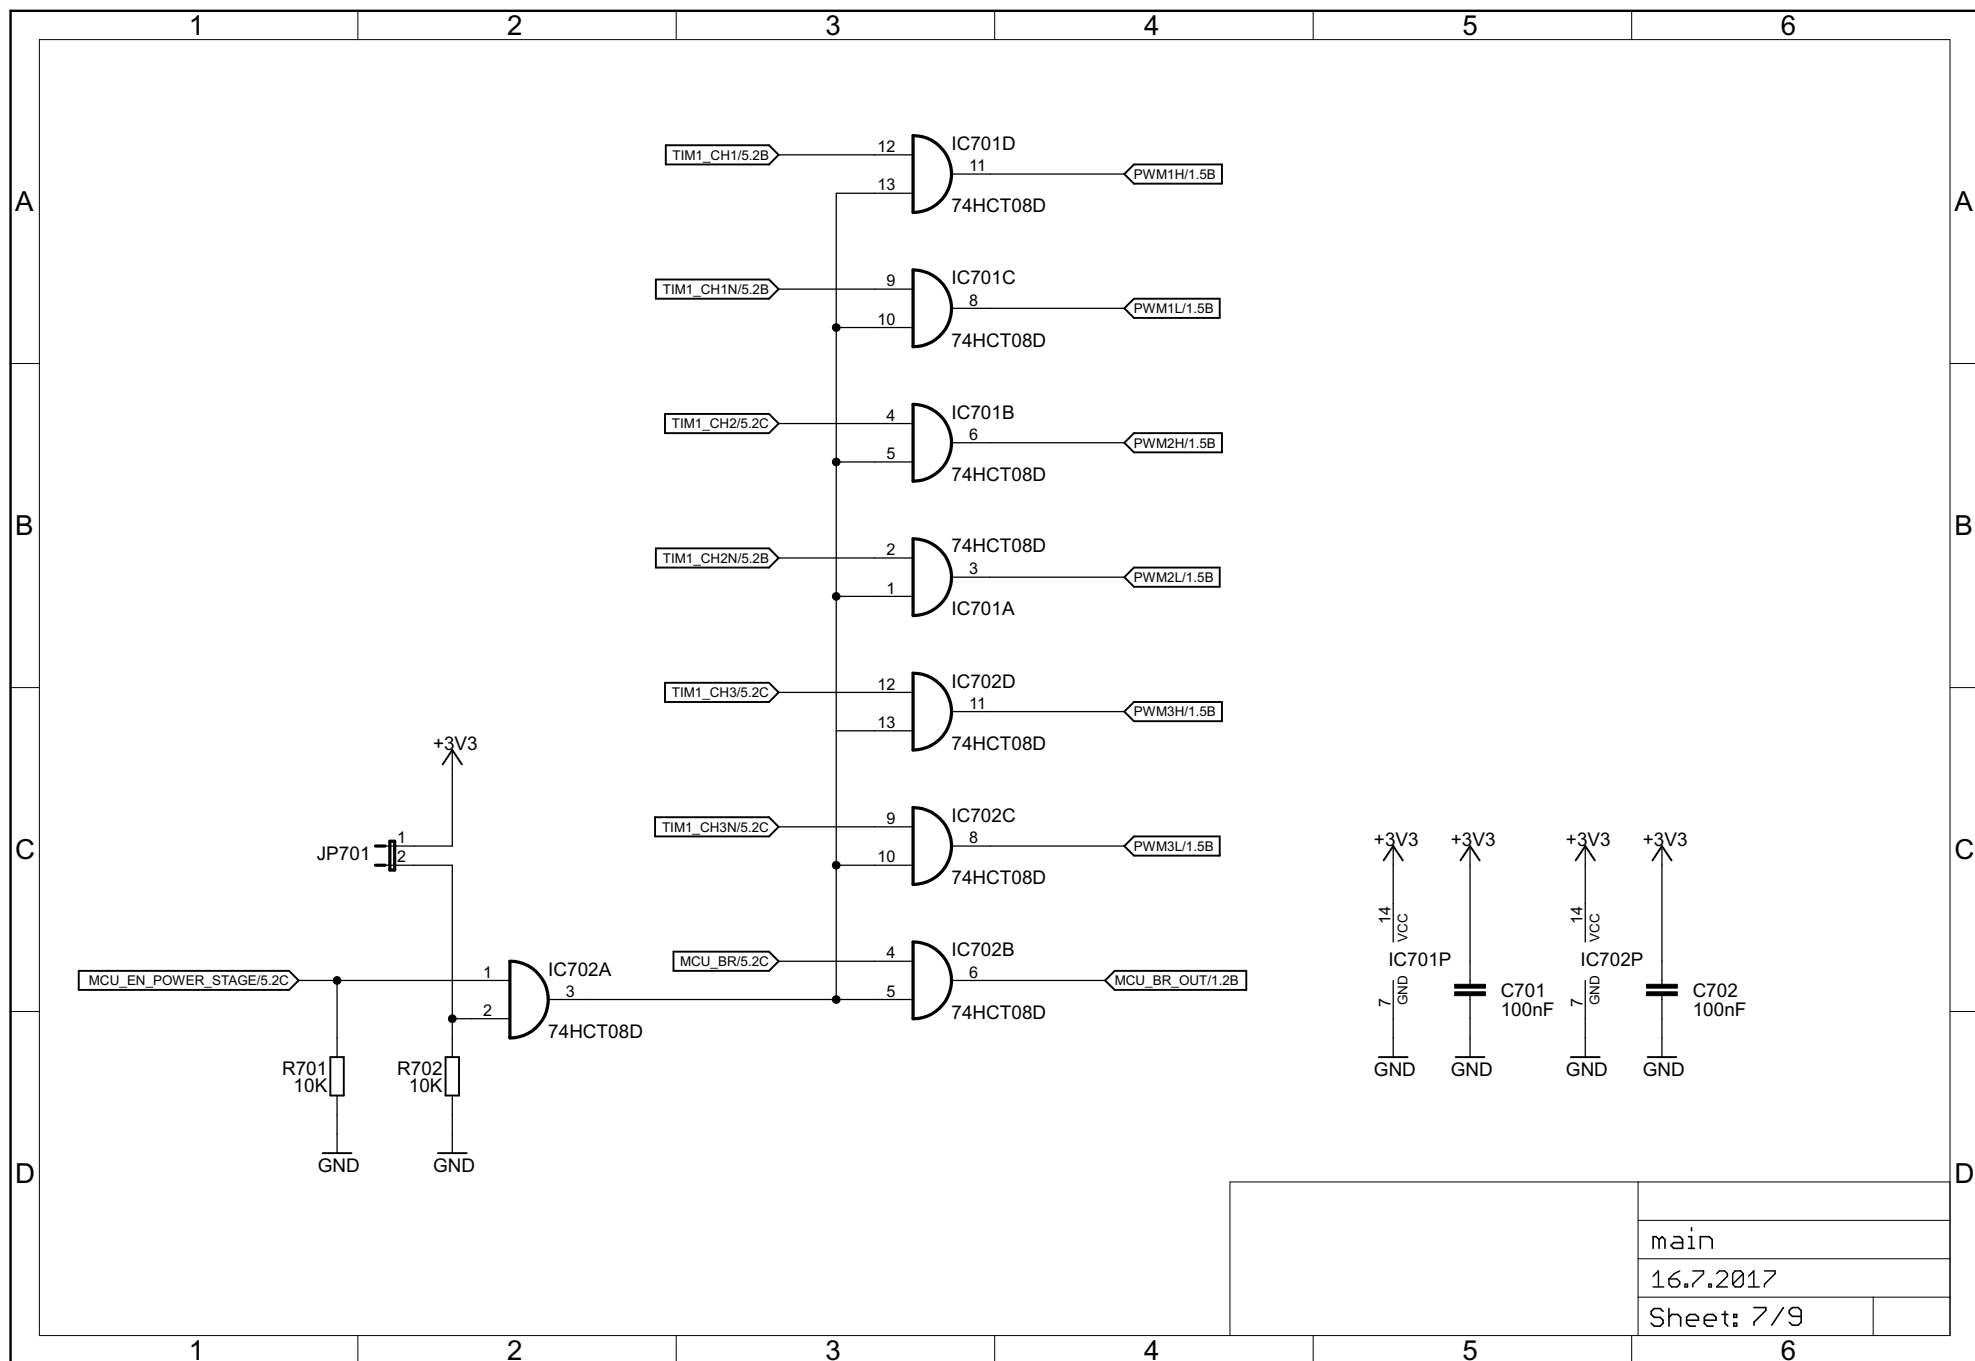 1 2 3 4 5 6
A A
B B
C C
D D
TIM1_CH1/5.2B 12 13 IC701D 11 74HCT08D PWM1H/1.5B
TIM1_CH1N/5.2B 9 10 IC701C 8 74HCT08D PWM1L/1.5B
TIM1_CH2/5.2C 4 5 IC701B 6 74HCT08D PWM2H/1.5B
TIM1_CH2N/5.2B 2 1 74HCT08D 3 IC701A PWM2L/1.5B
TIM1_CH3/5.2C 12 13 IC702D 11 74HCT08D PWM3H/1.5B
TIM1_CH3N/5.2C 9 10 IC702C 8 74HCT08D PWM3L/1.5B
MCU_BR/5.2C 4 5 IC702B 6 74HCT08D MCU_BR_OUT/1.2B
+3V3
JP701 1 2
MCU_EN_POWER_STAGE/5.2C 1 2 IC702A 3 74HCT08D
R701
10K
R702
10K
GND GND
+3V3 +3V3 +3V3 +3V3
14 VCC 14 VCC
IC701P IC702P
7 GND 7 GND
C701
100nF
C702
100nF
GND GND GND GND
main
16.7.2017
Sheet: 7/9
1 2 3 4 5 6